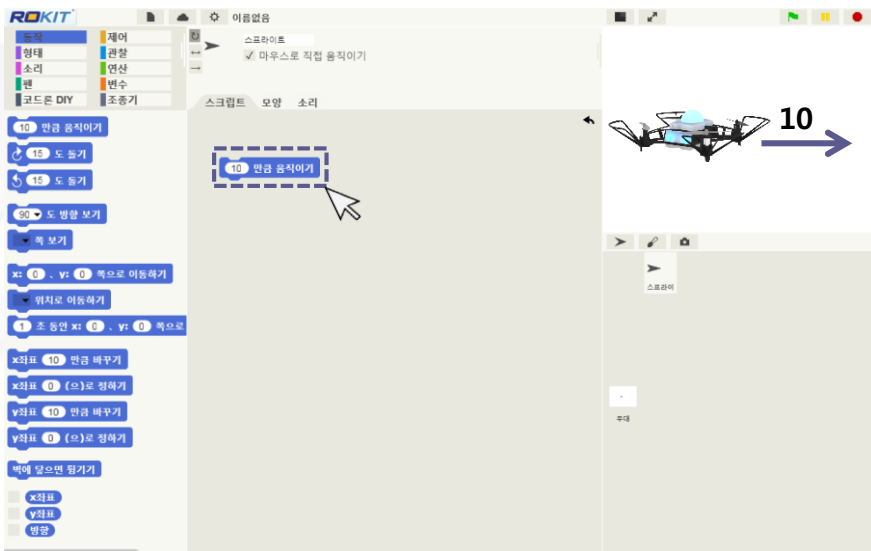 ROKIT
이름없음
동작
제어
형태
관찰
소리
연산
펜
변수
코드론 DIY
조종기
스프라이트
마우스로 직접 움직이기
스크립트 모양 소리
10 만큼 움직이기
15 도 돌기
15 도 돌기
90 도 방향 보기
쪽 보기
x: 0 、 y: 0 쪽으로 이동하기
위치로 이동하기
1 초 동안 x: 0 、 y: 0 쪽으로
x좌표 10 만큼 바꾸기
x좌표 0 (으)로 정하기
y좌표 10 만큼 바꾸기
y좌표 0 (으)로 정하기
벽에 닿으면 튕기기
x좌표
y좌표
방향
10 만큼 움직이기
10
스프라이
무대